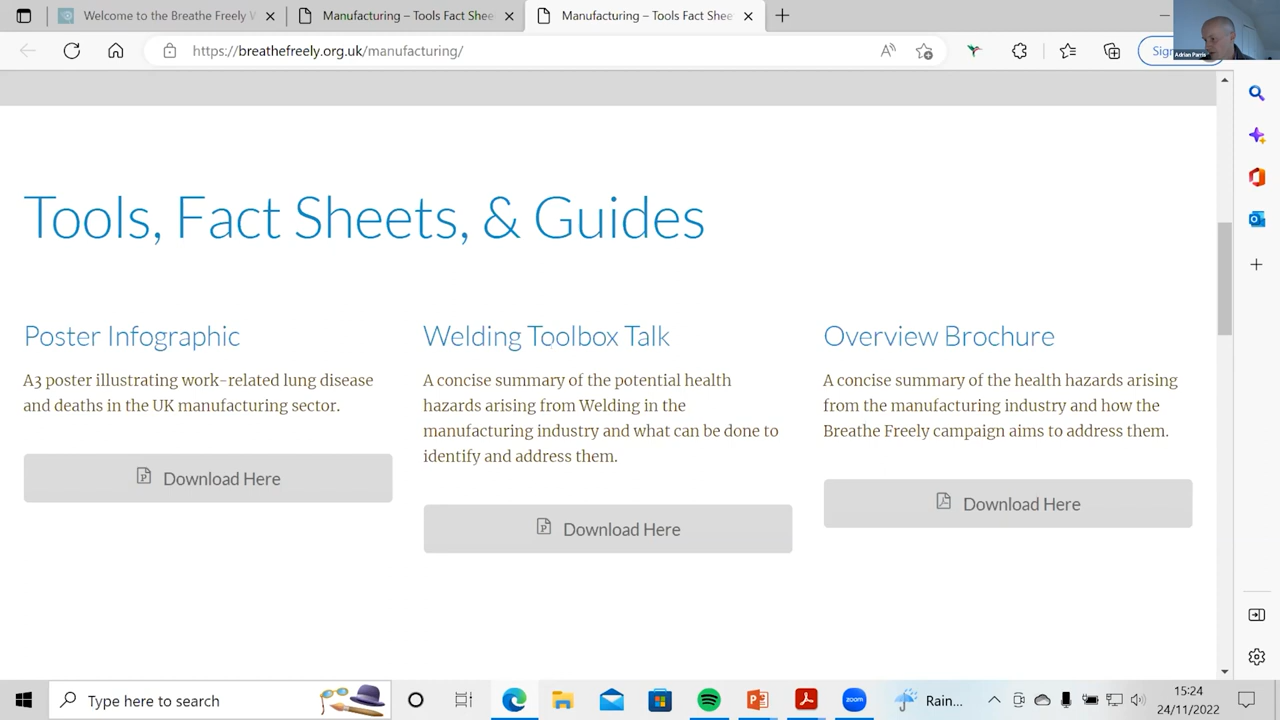 Welcome to the Breathe Freely W
Manufacturing – Tools Fact Shee
Manufacturing – Tools Fact Shee
https://breathefreely.org.uk/manufacturing/
Sign
Adrian Parris
Tools, Fact Sheets, & Guides
Poster Infographic
A3 poster illustrating work-related lung disease
and deaths in the UK manufacturing sector.
Download Here
Welding Toolbox Talk
A concise summary of the potential health
hazards arising from Welding in the
manufacturing industry and what can be done to
identify and address them.
Download Here
Overview Brochure
A concise summary of the health hazards arising
from the manufacturing industry and how the
Breathe Freely campaign aims to address them.
Download Here
Type here to search
zoom
Rain...
15:24
24/11/2022